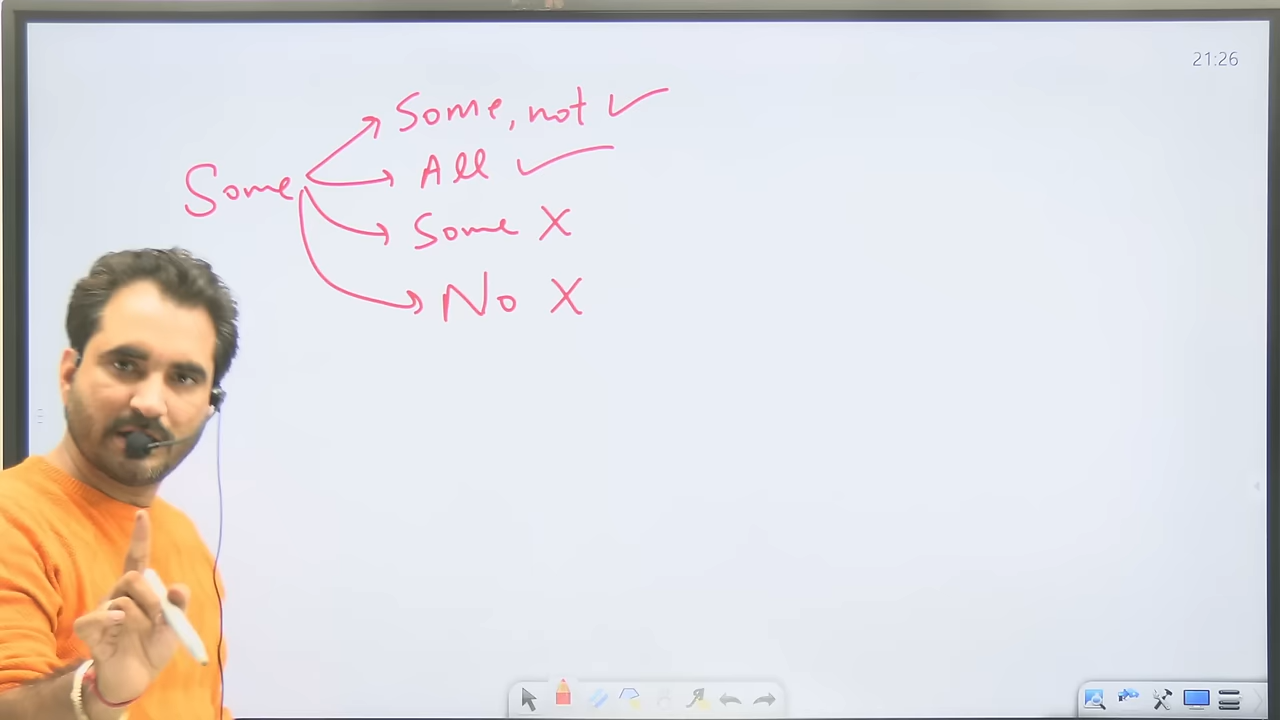 21:26
Some, not ✓
All ✓
Some
Some X
No X